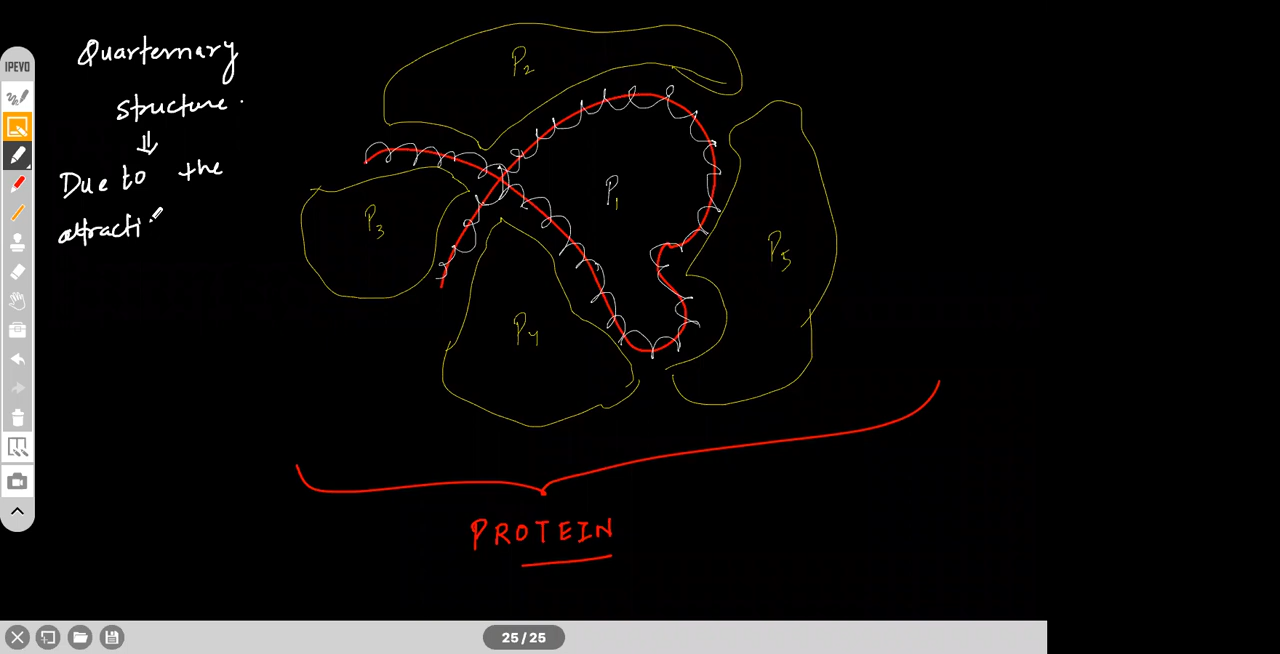 Quarternary
structure.
⇓
Due to the
attracti
P2
P1
P3
P5
P4
PROTEIN
IPEVO
25/25